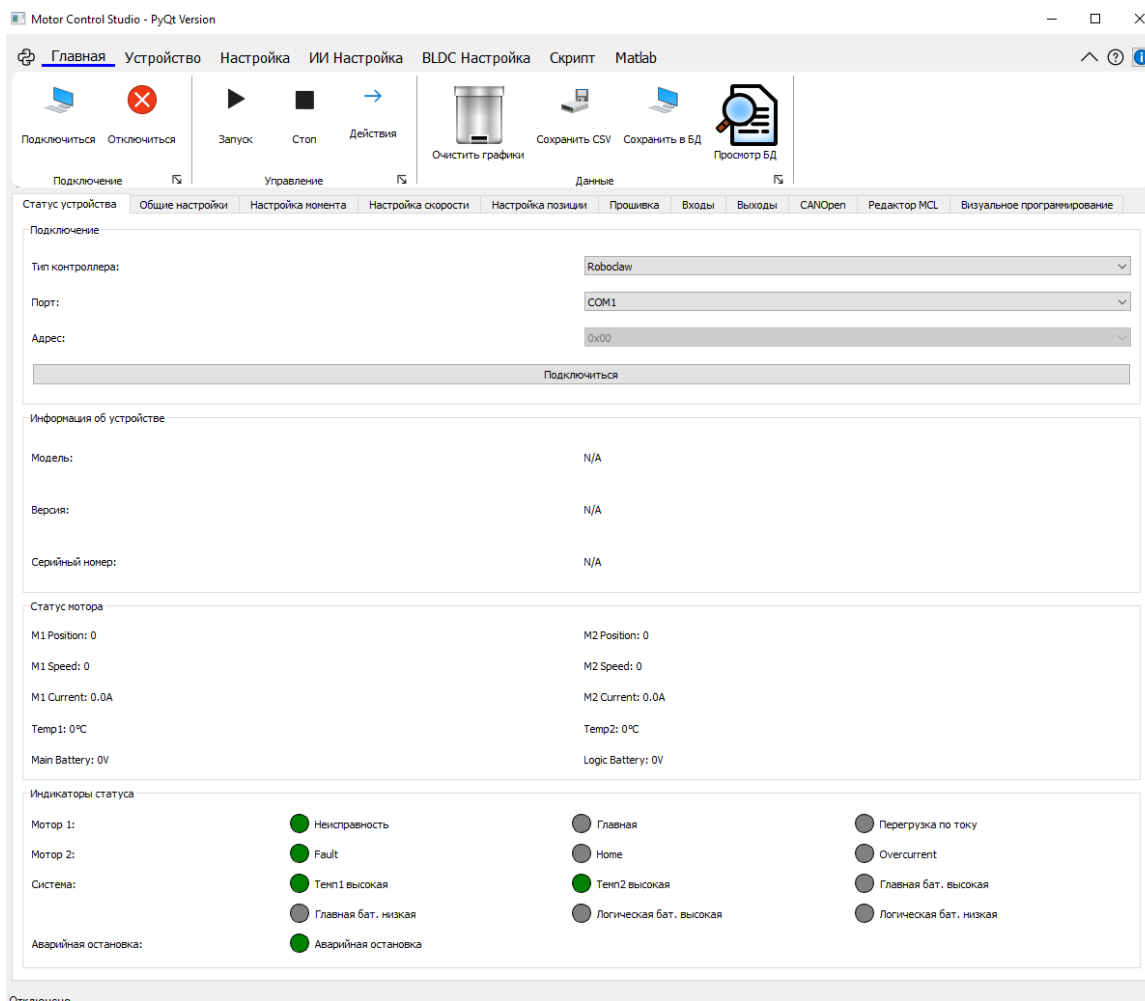 Motor Control Studio - PyQt Version
Главная Устройство Настройка ИИ Настройка BLDC Настройка Скрипт Matlab
Подключиться Отключиться Запуск Стоп Действия Очистить графики Сохранить CSV Сохранить в БД Просмотр БД
Подключение Управление Данные
Статус устройства Общие настройки Настройка момента Настройка скорости Настройка позиции Прошивка Входы Выходы CANOpen Редактор MCL Визуальное программирование
Подключение
Тип контроллера: Roboclaw
Порт: COM1
Адрес: 0x00
Подключиться
Информация об устройстве
Модель: N/A
Версия: N/A
Серийный номер: N/A
Статус мотора
M1 Position: 0 M2 Position: 0
M1 Speed: 0 M2 Speed: 0
M1 Current: 0.0A M2 Current: 0.0A
Temp1: 0°C Temp2: 0°C
Main Battery: 0V Logic Battery: 0V
Индикаторы статуса
Мотор 1: Неисправность Главная Перегрузка по току
Мотор 2: Fault Home Overcurrent
Система: Темп1 высокая Темп2 высокая Главная бат. высокая
Главная бат. низкая Логическая бат. высокая Логическая бат. низкая
Аварийная остановка: Аварийная остановка
Отключено